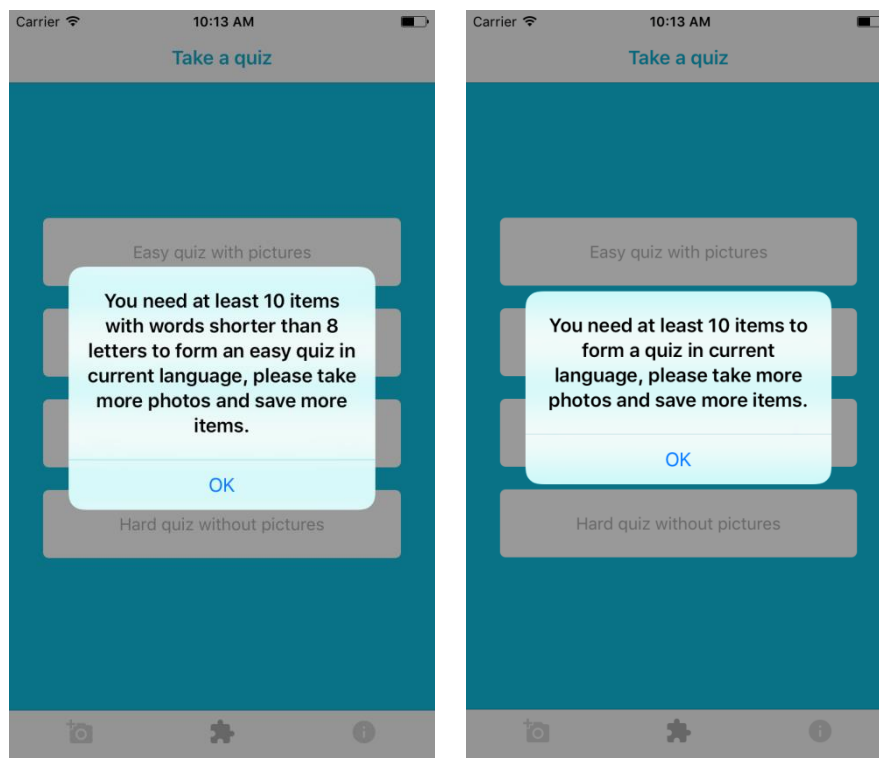 Carrier 10:13 AM
Take a quiz
Easy quiz with pictures
You need at least 10 items
with words shorter than 8
letters to form an easy quiz in
current language, please take
more photos and save more
items.
OK
Hard quiz without pictures
Carrier 10:13 AM
Take a quiz
Easy quiz with pictures
You need at least 10 items to
form a quiz in current
language, please take more
photos and save more items.
OK
Hard quiz without pictures